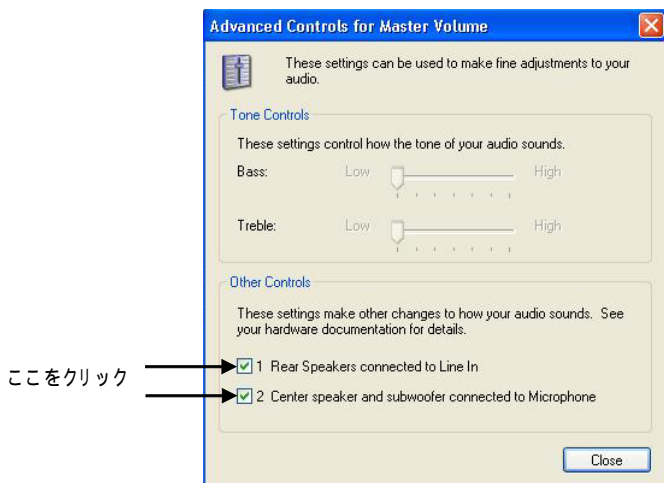 Advanced Controls for Master Volume
These settings can be used to make fine adjustments to your
audio.
Tone Controls
These settings control how the tone of your audio sounds.
Bass: Low High
Treble: Low High
Other Controls
These settings make other changes to how your audio sounds. See
your hardware documentation for details.
ここをクリック
1 Rear Speakers connected to Line In
2 Center speaker and subwoofer connected to Microphone
Close